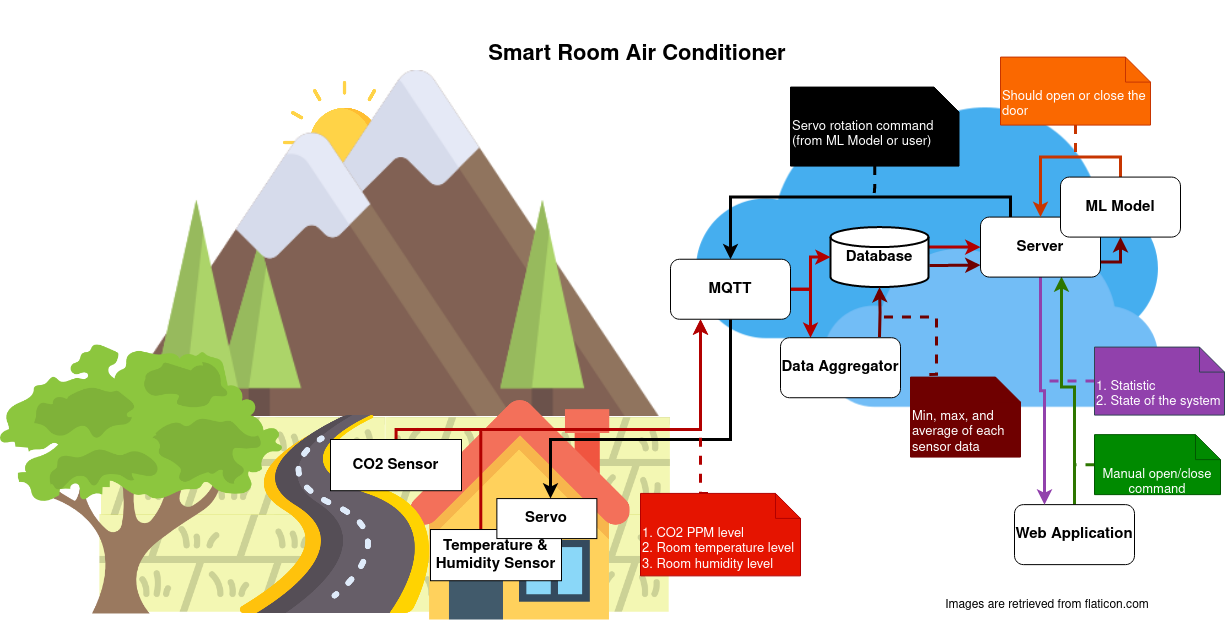 Smart Room Air Conditioner
Should open or close the
door
Servo rotation command
(from ML Model or user)
ML Model
Server
Database
MQTT
Data Aggregator
1. Statistic
2. State of the system
Min, max, and
average of each
sensor data
CO2 Sensor
Manual open/close
command
Servo
Temperature &
Humidity Sensor
1. CO2 PPM level
2. Room temperature level
3. Room humidity level
Web Application
Images are retrieved from flaticon.com